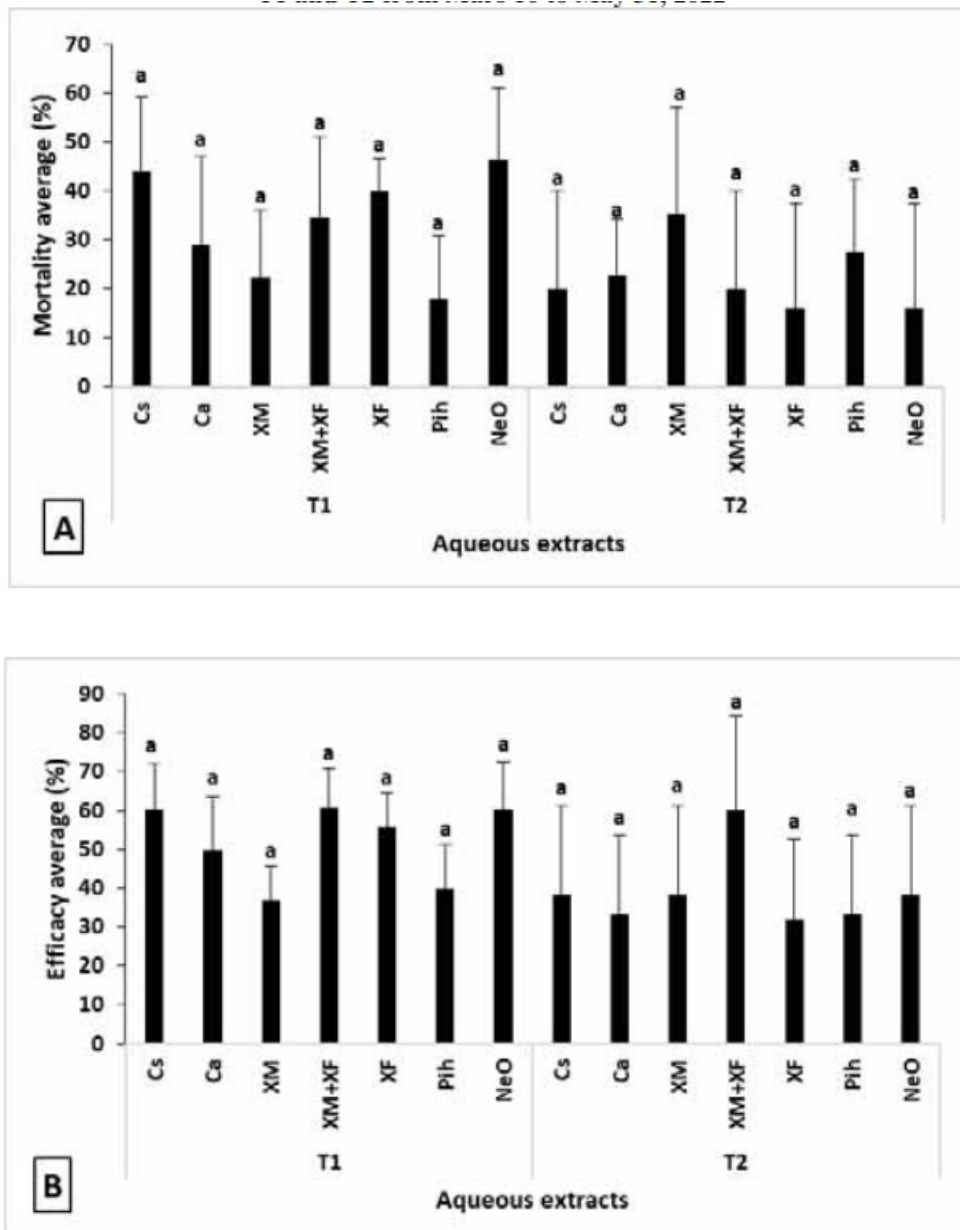 70
60
50
40
30
20
10
0
Mortality average (%)
a a a a a a a a a a a a a a
Cs Ca XM XM+XF XF Pih NeO Cs Ca XM XM+XF XF Pih NeO
T1 T2
A
Aqueous extracts
90
80
70
60
50
40
30
20
10
0
Efficacy average (%)
a a a a a a a a a a a a a a
Cs Ca XM XM+XF XF Pih NeO Cs Ca XM XM+XF XF Pih NeO
T1 T2
B
Aqueous extracts